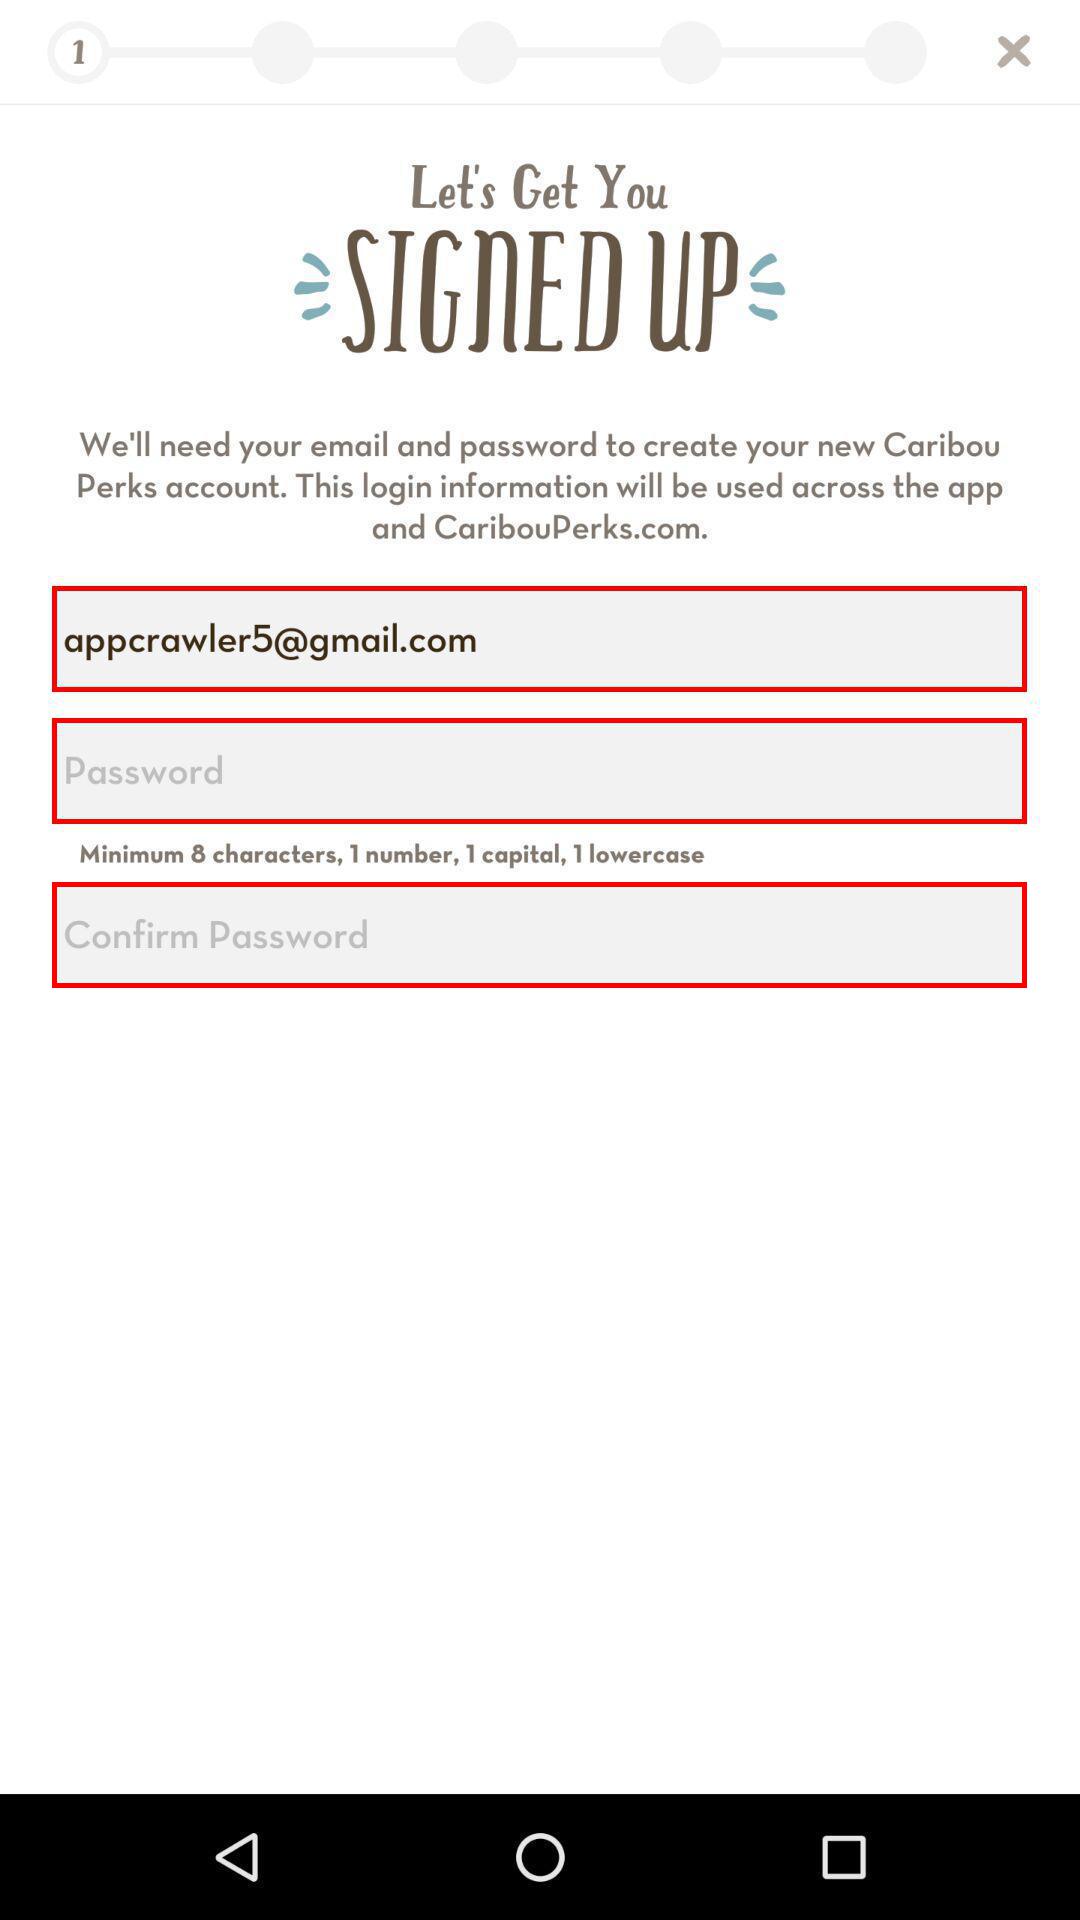 1
Let's Get You
SIGNED UP
We'll need your email and password to create your new Caribou
Perks account. This login information will be used across the app
and CaribouPerks.com.
appcrawler5@gmail.com
Password
Minimum 8 characters, 1 number, 1 capital, 1 lowercase
Confirm Password